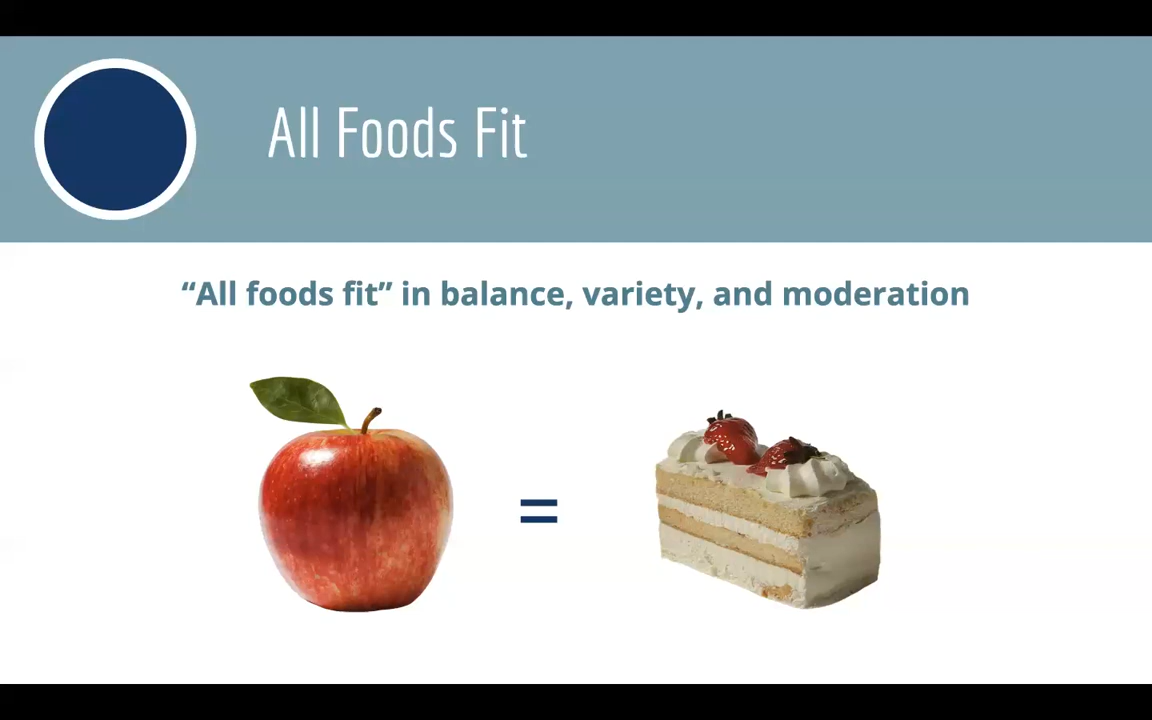 All Foods Fit
“All foods fit” in balance, variety, and moderation
=